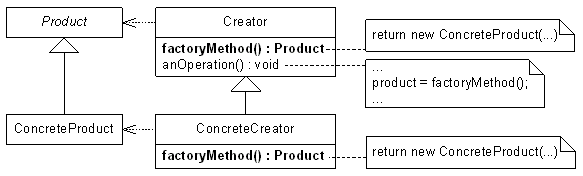 Product
Creator
factoryMethod() : Product
anOperation() : void
return new ConcreteProduct(...)
...
product = factoryMethod();
...
ConcreteProduct
ConcreteCreator
factoryMethod() : Product
return new ConcreteProduct(...)